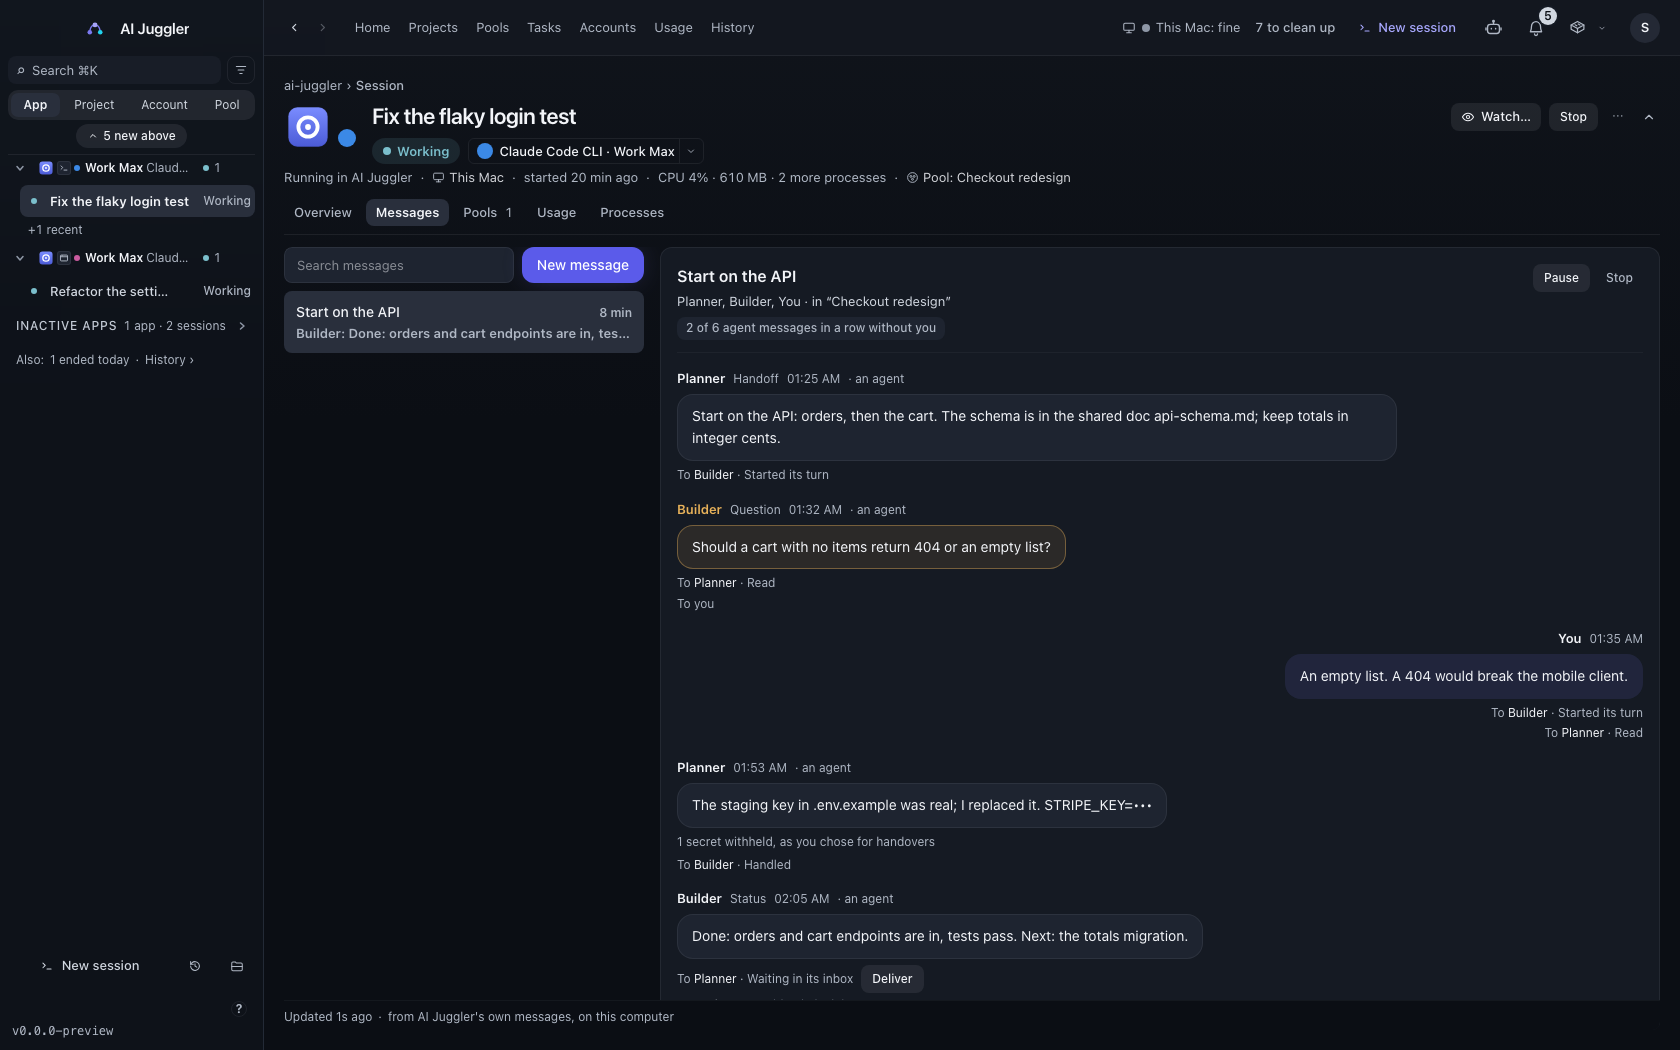 AI Juggler
Search ⌘K
App Project Account Pool
5 new above
Work Max Claud... 1
Fix the flaky login test Working
+1 recent
Work Max Claud... 1
Refactor the setti... Working
INACTIVE APPS 1 app · 2 sessions
Also: 1 ended today · History ›
New session
?
v0.0.0-preview
Home Projects Pools Tasks Accounts Usage History
This Mac: fine 7 to clean up New session 5 S
ai-juggler › Session
Fix the flaky login test
Watch... Stop ...
Working Claude Code CLI · Work Max
Running in AI Juggler · This Mac · started 20 min ago · CPU 4% · 610 MB · 2 more processes · Pool: Checkout redesign
Overview Messages Pools 1 Usage Processes
Search messages New message
Start on the API 8 min
Builder: Done: orders and cart endpoints are in, tes...
Start on the API
Pause Stop
Planner, Builder, You · in “Checkout redesign”
2 of 6 agent messages in a row without you
Planner Handoff 01:25 AM · an agent
Start on the API: orders, then the cart. The schema is in the shared doc api-schema.md; keep totals in
integer cents.
To Builder · Started its turn
Builder Question 01:32 AM · an agent
Should a cart with no items return 404 or an empty list?
To Planner · Read
To you
You 01:35 AM
An empty list. A 404 would break the mobile client.
To Builder · Started its turn
To Planner · Read
Planner 01:53 AM · an agent
The staging key in .env.example was real; I replaced it. STRIPE_KEY=•••
1 secret withheld, as you chose for handovers
To Builder · Handled
Builder Status 02:05 AM · an agent
Done: orders and cart endpoints are in, tests pass. Next: the totals migration.
To Planner · Waiting in its inbox Deliver
Updated 1s ago · from AI Juggler's own messages, on this computer